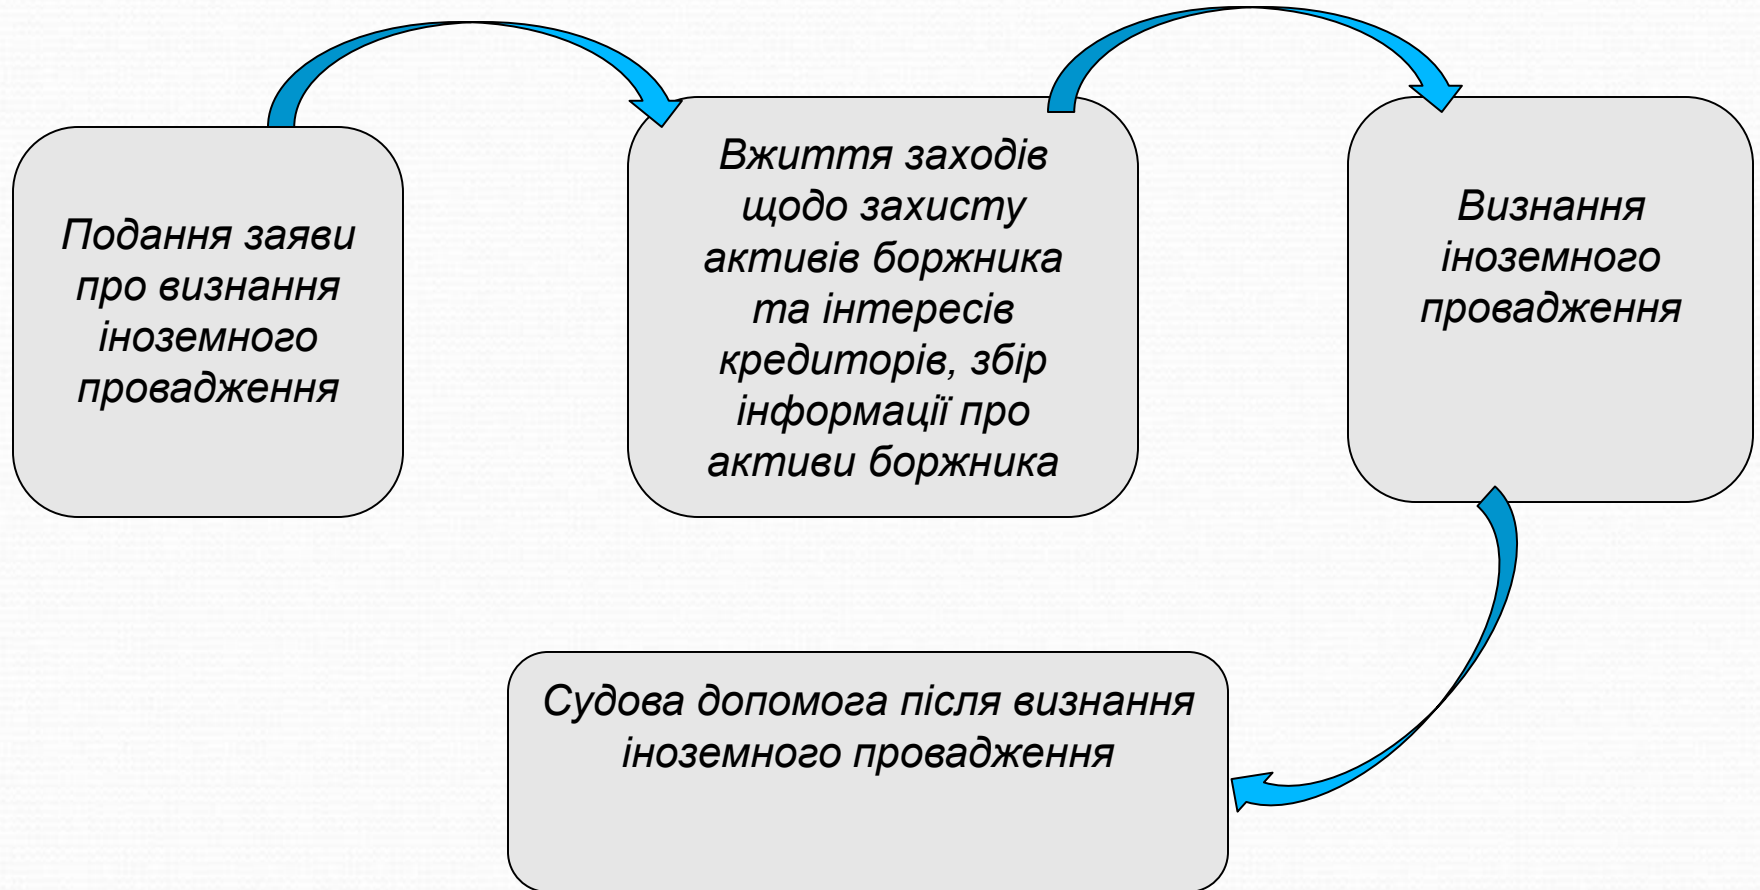 Подання заяви
про визнання
іноземного
провадження
Вжиття заходів
щодо захисту
активів боржника
та інтересів
кредиторів, збір
інформації про
активи боржника
Визнання
іноземного
провадження
Судова допомога після визнання
іноземного провадження